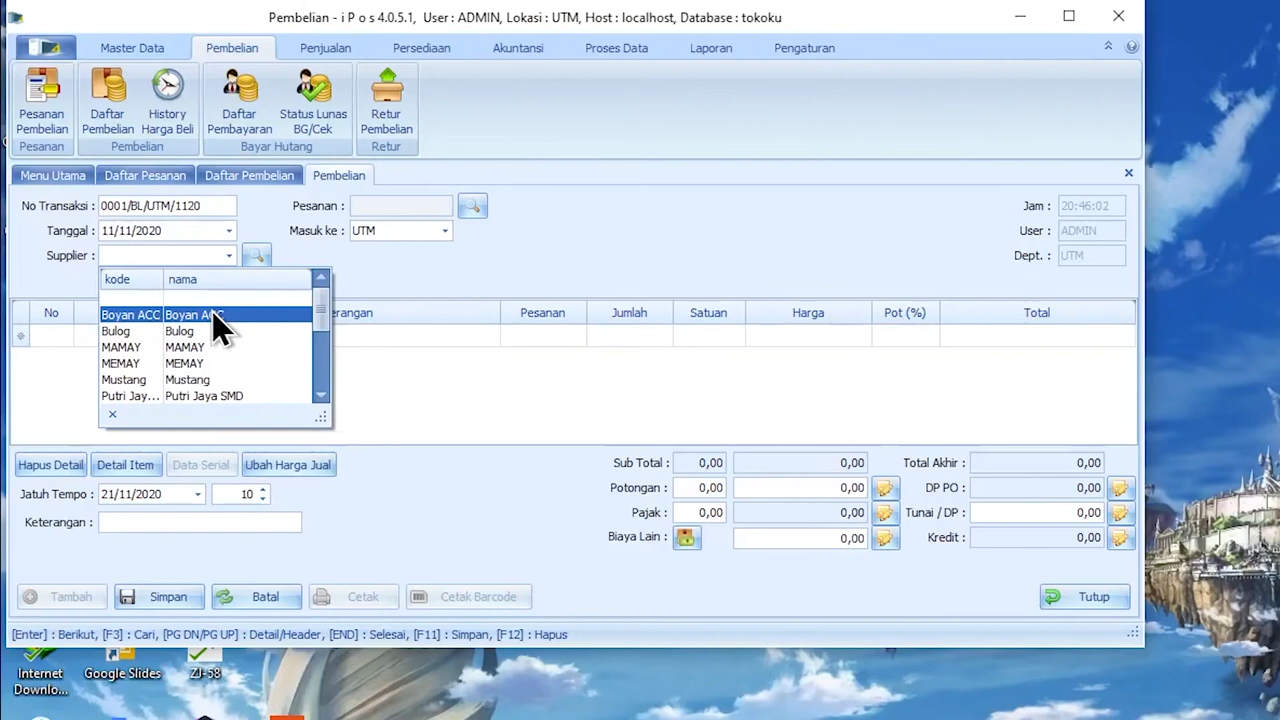 Pembelian - i P o s 4.0.5.1, User : ADMIN, Lokasi : UTM, Host : localhost, Database : tokoku
Master Data Pembelian Penjualan Persediaan Akuntansi Proses Data Laporan Pengaturan
Pesanan Pembelian
Daftar Pembelian
History Harga Beli
Daftar Pembayaran
Status Lunas BG/Cek
Retur Pembelian
Pesanan Pembelian Bayar Hutang Retur
Menu Utama Daftar Pesanan Daftar Pembelian Pembelian
No Transaksi : 0001/BL/UTM/1120 Pesanan : Jam : 20:46:02
Tanggal : 11/11/2020 Masuk ke : UTM User : ADMIN
Supplier : Dept. : UTM
kode nama
Boyan ACC Boyan ACC
Bulog Bulog
MAMAY MAMAY
MEMAY MEMAY
Mustang Mustang
Putri Jay... Putri Jaya SMD
No Pesanan Jumlah Satuan Harga Pot (%) Total
Hapus Detail Detail Item Data Serial Ubah Harga Jual
Jatuh Tempo : 21/11/2020 10
Keterangan :
Sub Total : 0,00 0,00 Total Akhir : 0,00
Potongan : 0,00 0,00 DP PO : 0,00
Pajak : 0,00 0,00 Tunai / DP : 0,00
Biaya Lain : 0,00 Kredit : 0,00
Tambah Simpan Batal Cetak Cetak Barcode Tutup
[Enter] : Berikut, [F3] : Cari, [PG DN/PG UP] : Detail/Header, [END] : Selesai, [F11] : Simpan, [F12] : Hapus
Internet Downlo...
Google Slides
ZJ-58